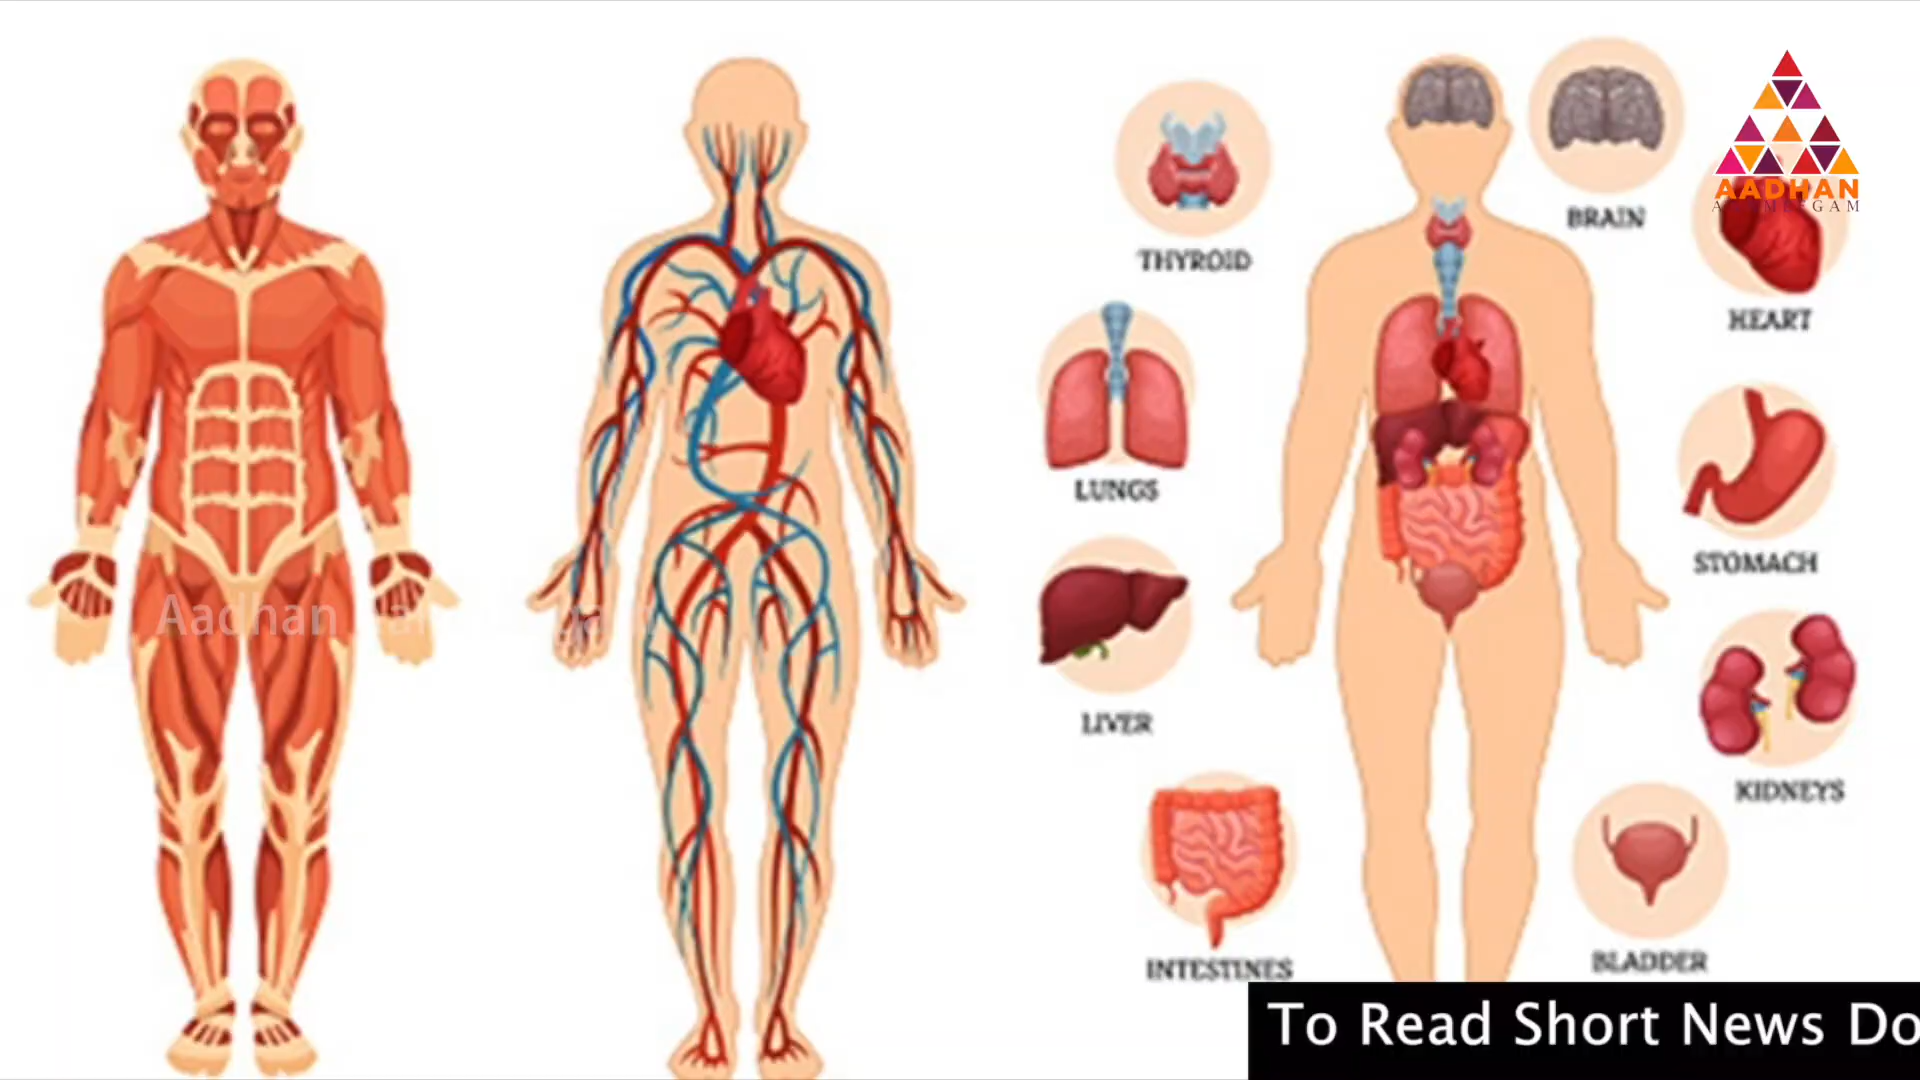 AADHAN
BRAIN
THYROID
HEART
LUNGS
STOMACH
LIVER
KIDNEYS
INTESTINES
BLADDER
Aadhan
To Read Short News Do